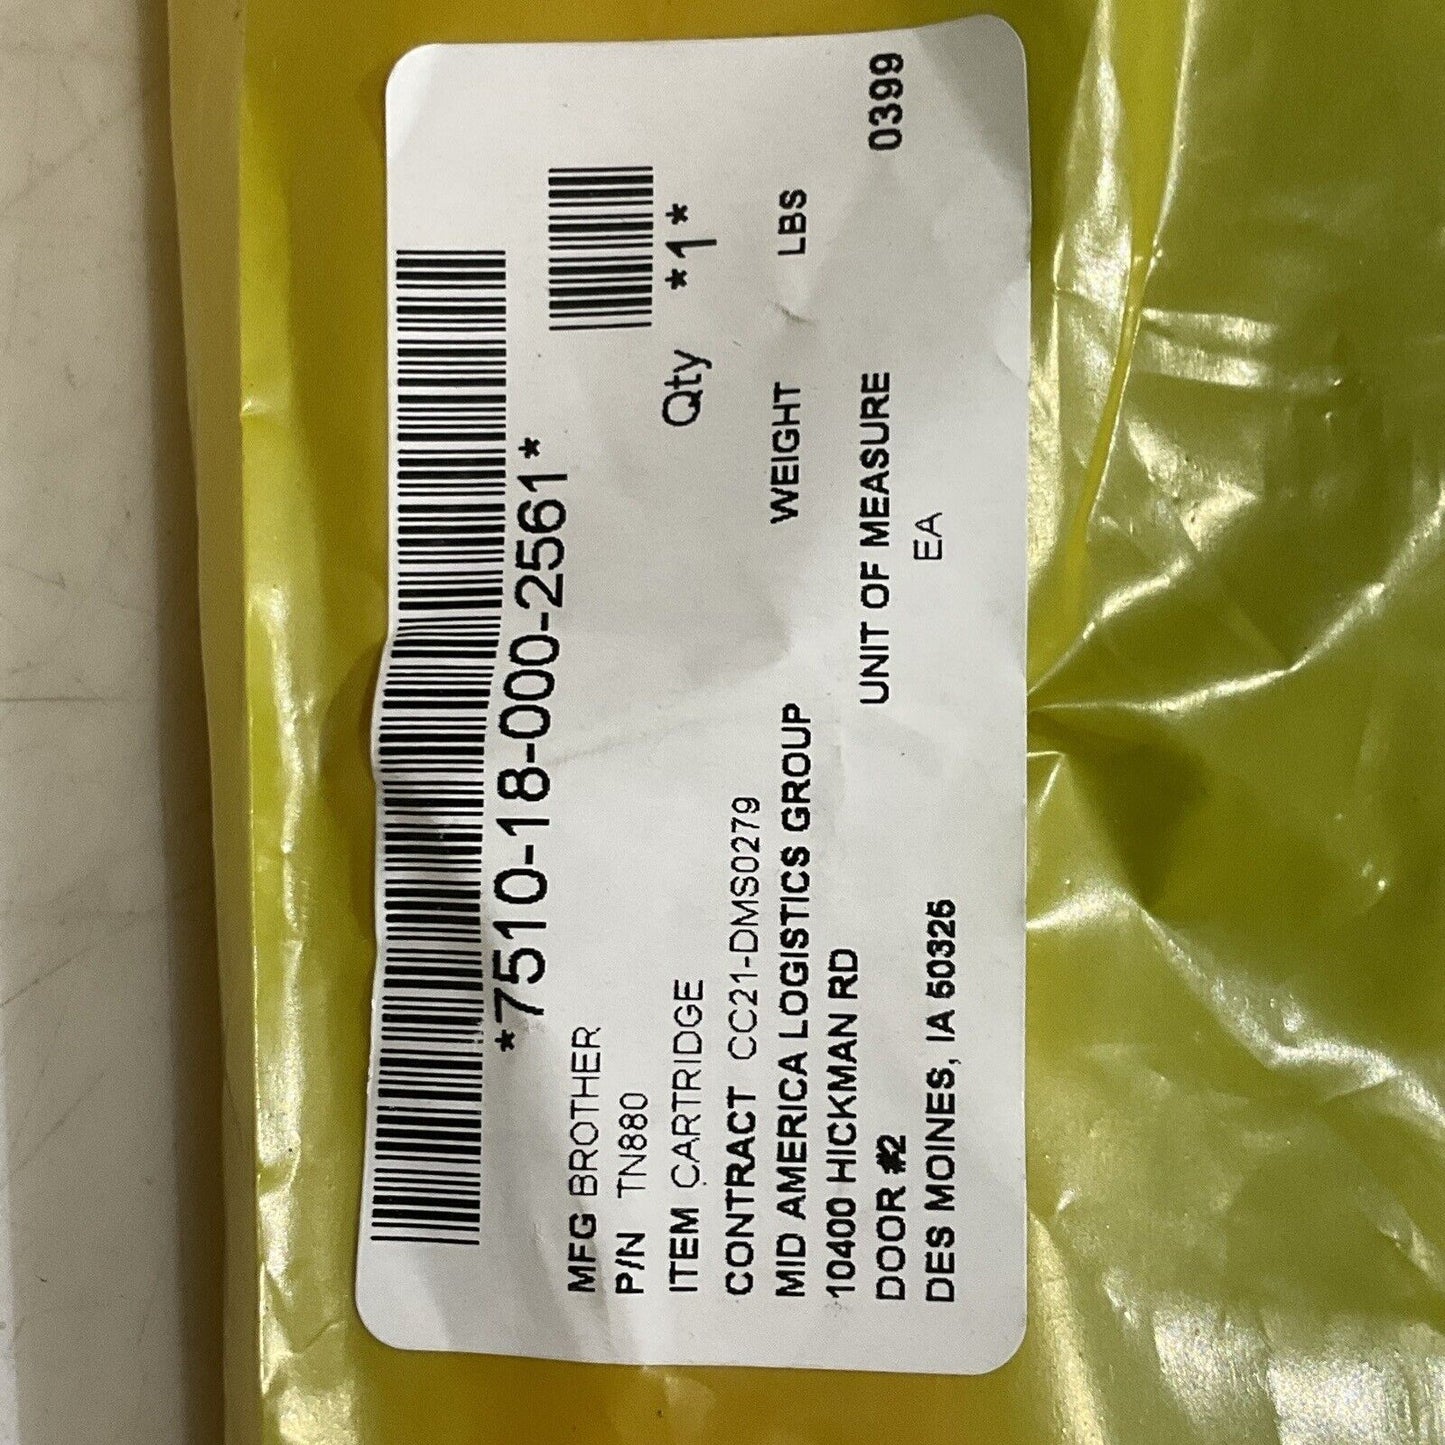 *7510-18-000-2561*
MFG BROTHER
P/N TN880
Qty *1*
ITEM CARTRIDGE
CONTRACT CC21-DMS0279
MID AMERICA LOGISTICS GROUP
WEIGHT LBS
10400 HICKMAN RD
DOOR #2
UNIT OF MEASURE 0399
DES MOINES, IA 50325
EA